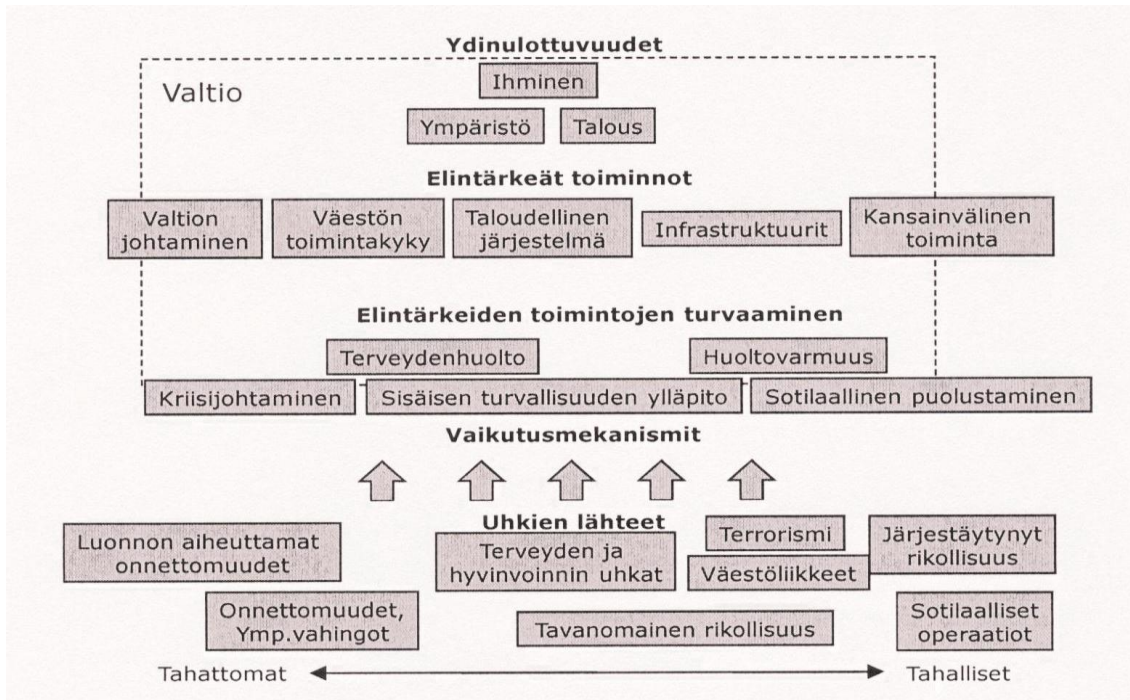 Ydinulottuvuudet
Valtio
Ihminen
Ympäristö
Talous
Elintärkeät toiminnot
Valtion
johtaminen
Väestön
toimintakyky
Taloudellinen
järjestelmä
Infrastruktuurit
Kansainvälinen
toiminta
Elintärkeiden toimintojen turvaaminen
Terveydenhuolto
Huoltovarmuus
Kriisijohtaminen
Sisäisen turvallisuuden ylläpito
Sotilaallinen puolustaminen
Vaikutusmekanismit
Uhkien lähteet
Luonnon aiheuttamat
onnettomuudet
Terveyden ja
hyvinvoinnin uhkat
Terrorismi
Väestöliikkeet
Järjestäytynyt
rikollisuus
Onnettomuudet,
Ymp.vahingot
Tavanomainen rikollisuus
Sotilaalliset
operaatiot
Tahattomat
Tahalliset